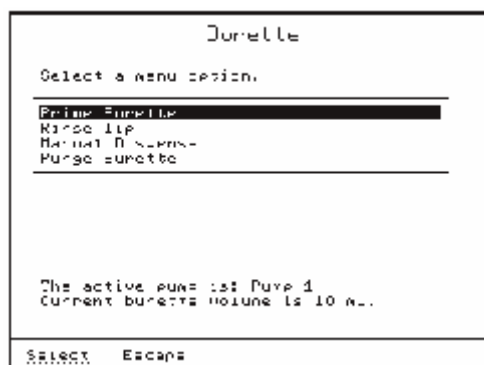 Burette
Select a menu option.
Prime Burette
Rinse Tip
Manual Dispense
Purge Burette
The active pump is: Pump 1
Current burette volume is 10 mL.
Select Escape